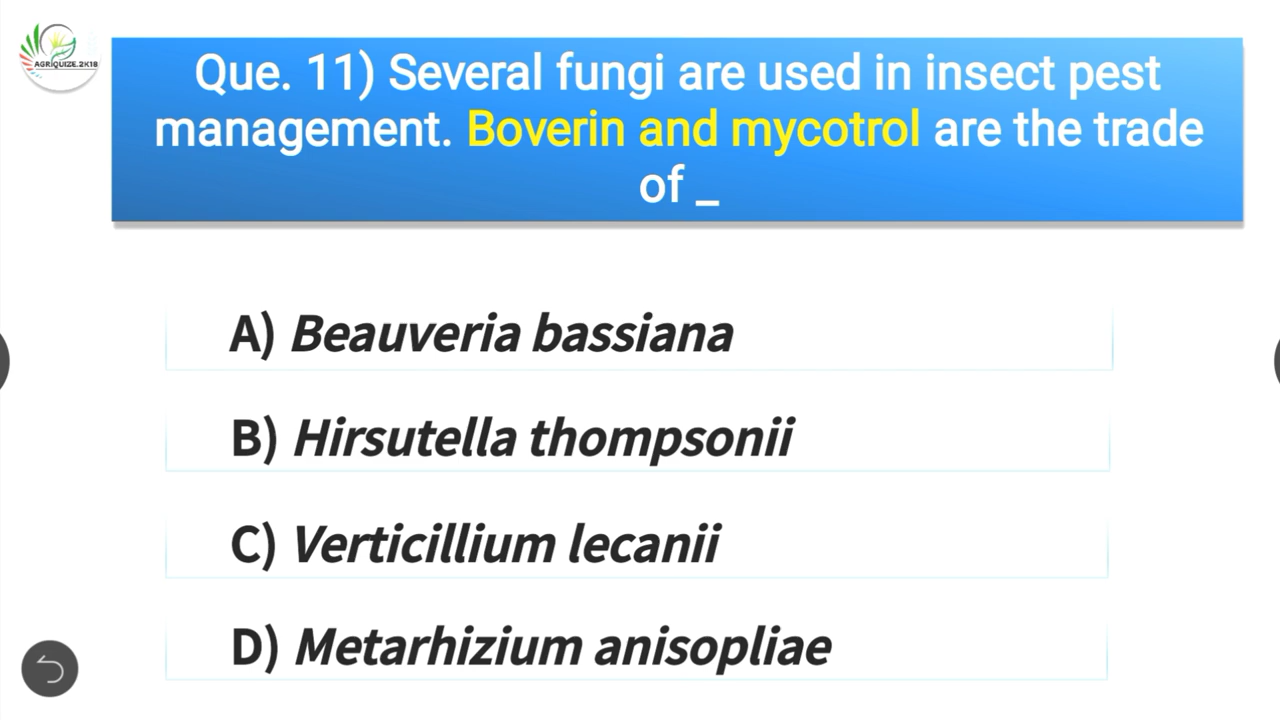 AGRIQUIZE.2K18
Que. 11) Several fungi are used in insect pest
management. Boverin and mycotrol are the trade
of _
A) Beauveria bassiana
B) Hirsutella thompsonii
C) Verticillium lecanii
D) Metarhizium anisopliae